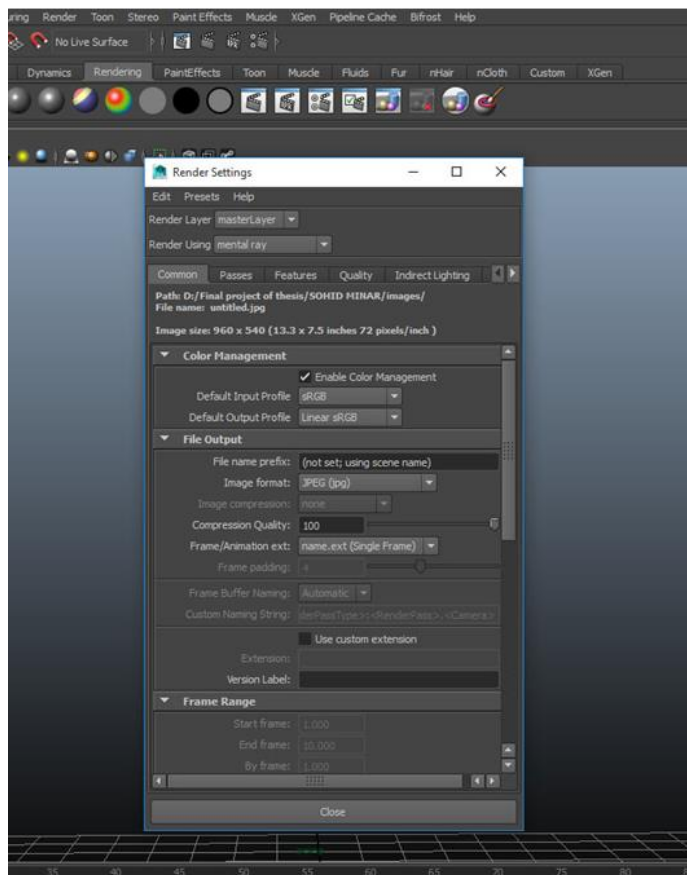 Render Toon Stereo Paint Effects Muscle XGen Pipeline Cache Bifrost Help
No Live Surface
Dynamics Rendering PaintEffects Toon Muscle Fluids Fur nHair nCloth Custom XGen
Render Settings
Edit Presets Help
Render Layer masterLayer
Render Using mental ray
Common Passes Features Quality Indirect Lighting
Path: D:/Final project of thesis/SOHID MINAR/images/
File name: untitled.jpg
Image size: 960 x 540 (13.3 x 7.5 inches 72 pixels/inch )
Color Management
Enable Color Management
Default Input Profile sRGB
Default Output Profile Linear sRGB
File Output
File name prefix: (not set; using scene name)
Image format: JPEG (jpg)
Image compression: none
Compression Quality: 100
Frame/Animation ext: name.ext (Single Frame)
Frame padding: 4
Frame Buffer Naming: Automatic
Custom Naming String: derPassType>:<RenderPass>.<Camera>
Use custom extension
Extension:
Version Label:
Frame Range
Start frame: 1.000
End frame: 10.000
By frame: 1.000
Close
35 40 45 50 55 60 65 70 75 80